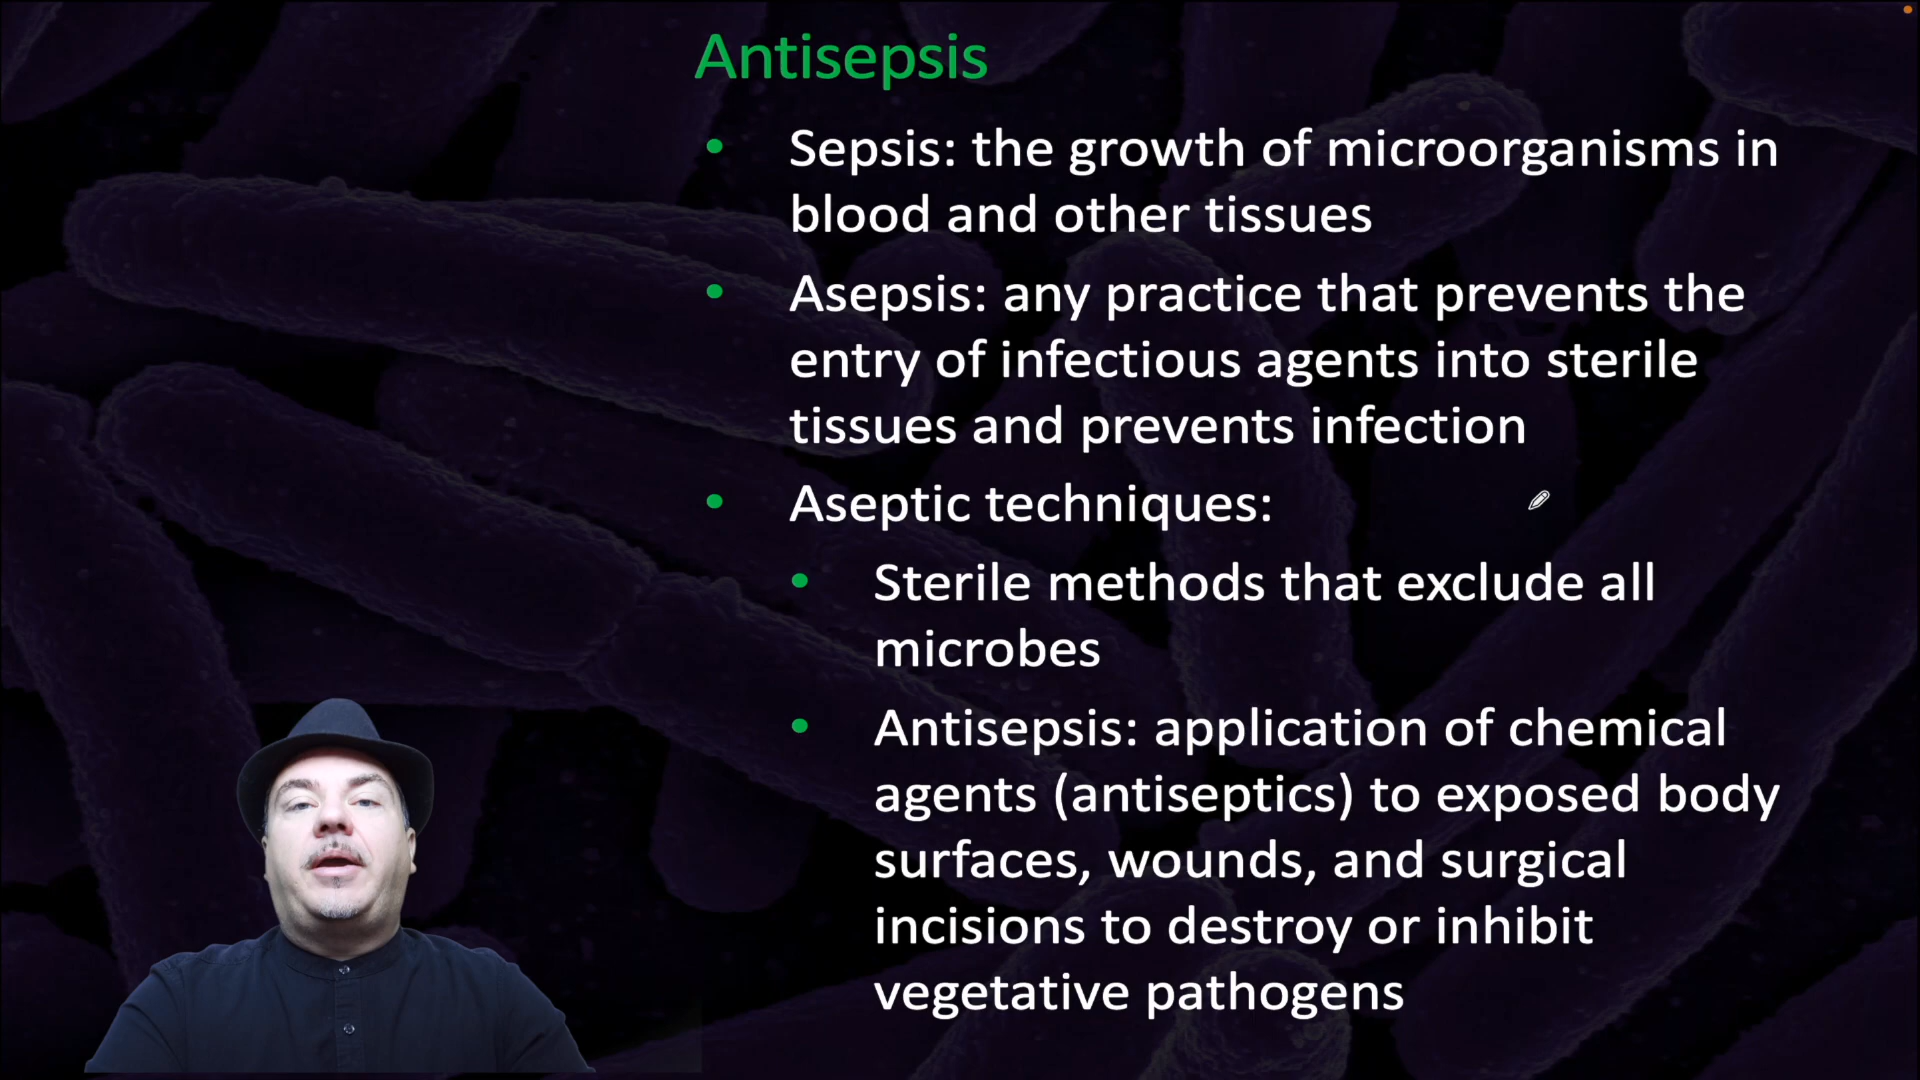 Antisepsis
• Sepsis: the growth of microorganisms in
blood and other tissues
• Asepsis: any practice that prevents the
entry of infectious agents into sterile
tissues and prevents infection
• Aseptic techniques:
• Sterile methods that exclude all
microbes
• Antisepsis: application of chemical
agents (antiseptics) to exposed body
surfaces, wounds, and surgical
incisions to destroy or inhibit
vegetative pathogens